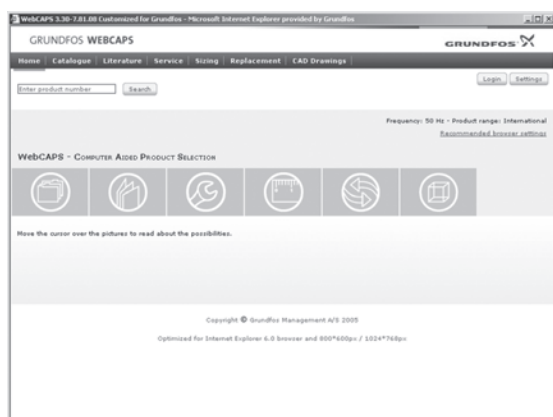 WebCAPS 3.30-7.01.08 Customized for Grundfos - Microsoft Internet Explorer provided by Grundfos
GRUNDFOS WEBCAPS
GRUNDFOS
Home Catalogue Literature Service Sizing Replacement CAD Drawings
Login Settings
Enter product number Search
Frequency: 50 Hz - Product range: International
Recommended browser settings
WebCAPS - Computer Aided Product Selection
Move the cursor over the pictures to read about the possibilities.
Copyright © Grundfos Management A/S 2005
Optimized for Internet Explorer 6.0 browser and 800*600px / 1024*768px